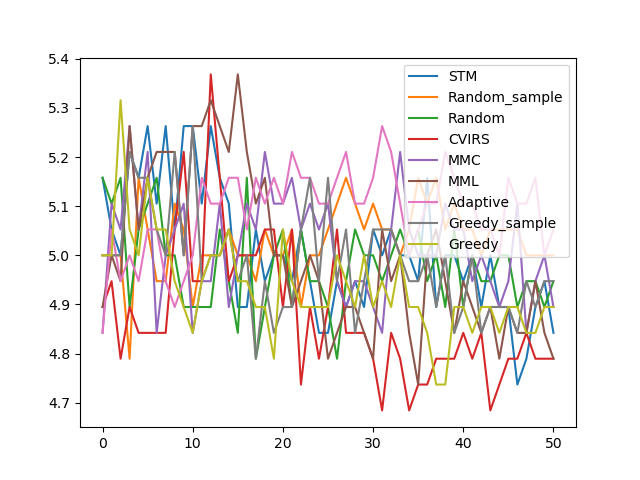 5.4
5.3
5.2
5.1
5.0
4.9
4.8
4.7
0 10 20 30 40 50
STM
Random_sample
Random
CVIRS
MMC
MML
Adaptive
Greedy_sample
Greedy